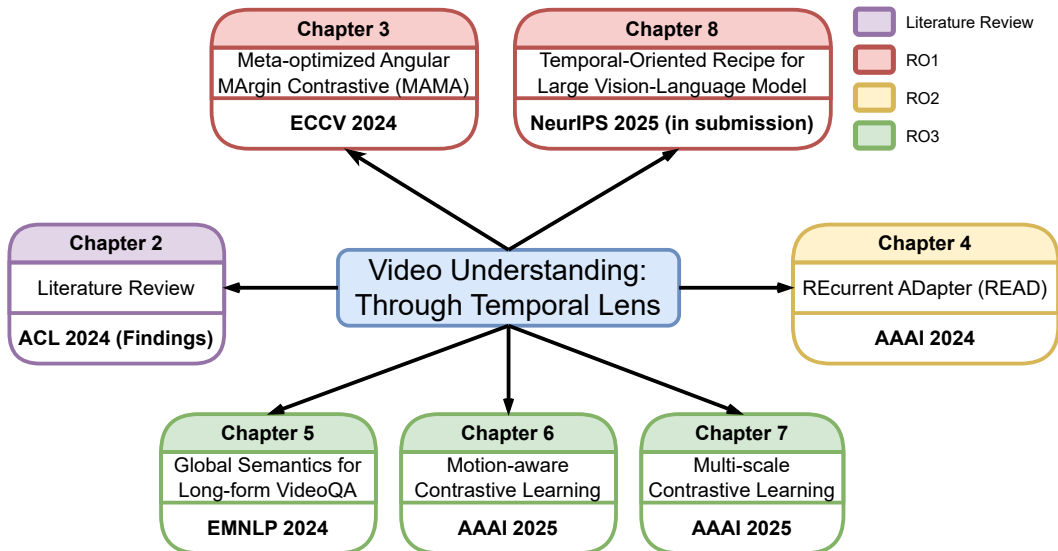 Chapter 3
Meta-optimized Angular
MArgin Contrastive (MAMA)
ECCV 2024
Chapter 8
Temporal-Oriented Recipe for
Large Vision-Language Model
NeurIPS 2025 (in submission)
Literature Review
RO1
RO2
RO3
Chapter 2
Literature Review
ACL 2024 (Findings)
Video Understanding:
Through Temporal Lens
Chapter 4
REcurrent ADapter (READ)
AAAI 2024
Chapter 5
Global Semantics for
Long-form VideoQA
EMNLP 2024
Chapter 6
Motion-aware
Contrastive Learning
AAAI 2025
Chapter 7
Multi-scale
Contrastive Learning
AAAI 2025